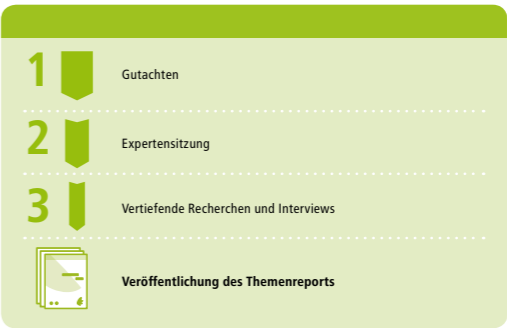 1 Gutachten
2 Expertensitzung
3 Vertiefende Recherchen und Interviews
Veröffentlichung des Themenreports